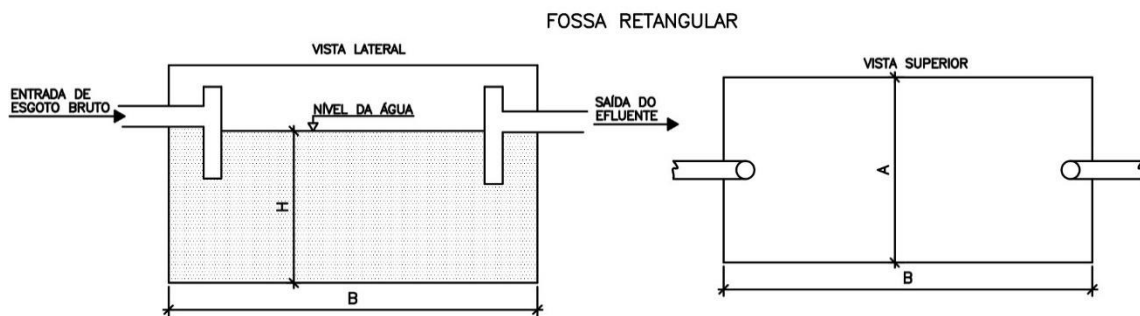 FOSSA RETANGULAR
VISTA LATERAL
ENTRADA DE
ESGOTO BRUTO
NÍVEL DA ÁGUA
SAÍDA DO
EFLUENTE
H
B
VISTA SUPERIOR
A
B